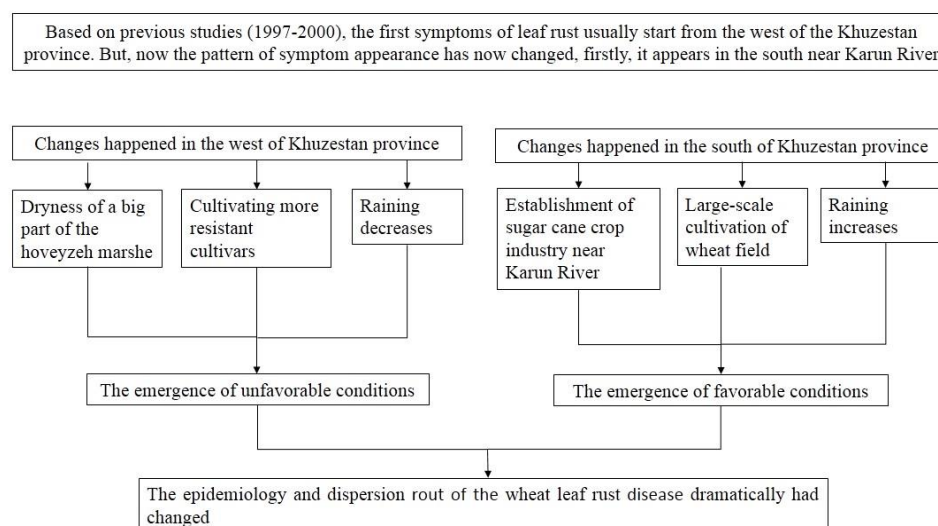 Based on previous studies (1997-2000), the first symptoms of leaf rust usually start from the west of the Khuzestan
province. But, now the pattern of symptom appearance has now changed, firstly, it appears in the south near Karun River
Changes happened in the west of Khuzestan province
Dryness of a big
part of the
hoveyzeh marshe
Cultivating more
resistant
cultivars
Raining
decreases
Changes happened in the south of Khuzestan province
Establishment of
sugar cane crop
industry near
Karun River
Large-scale
cultivation of
wheat field
Raining
increases
The emergence of unfavorable conditions
The emergence of favorable conditions
The epidemiology and dispersion rout of the wheat leaf rust disease dramatically had
changed